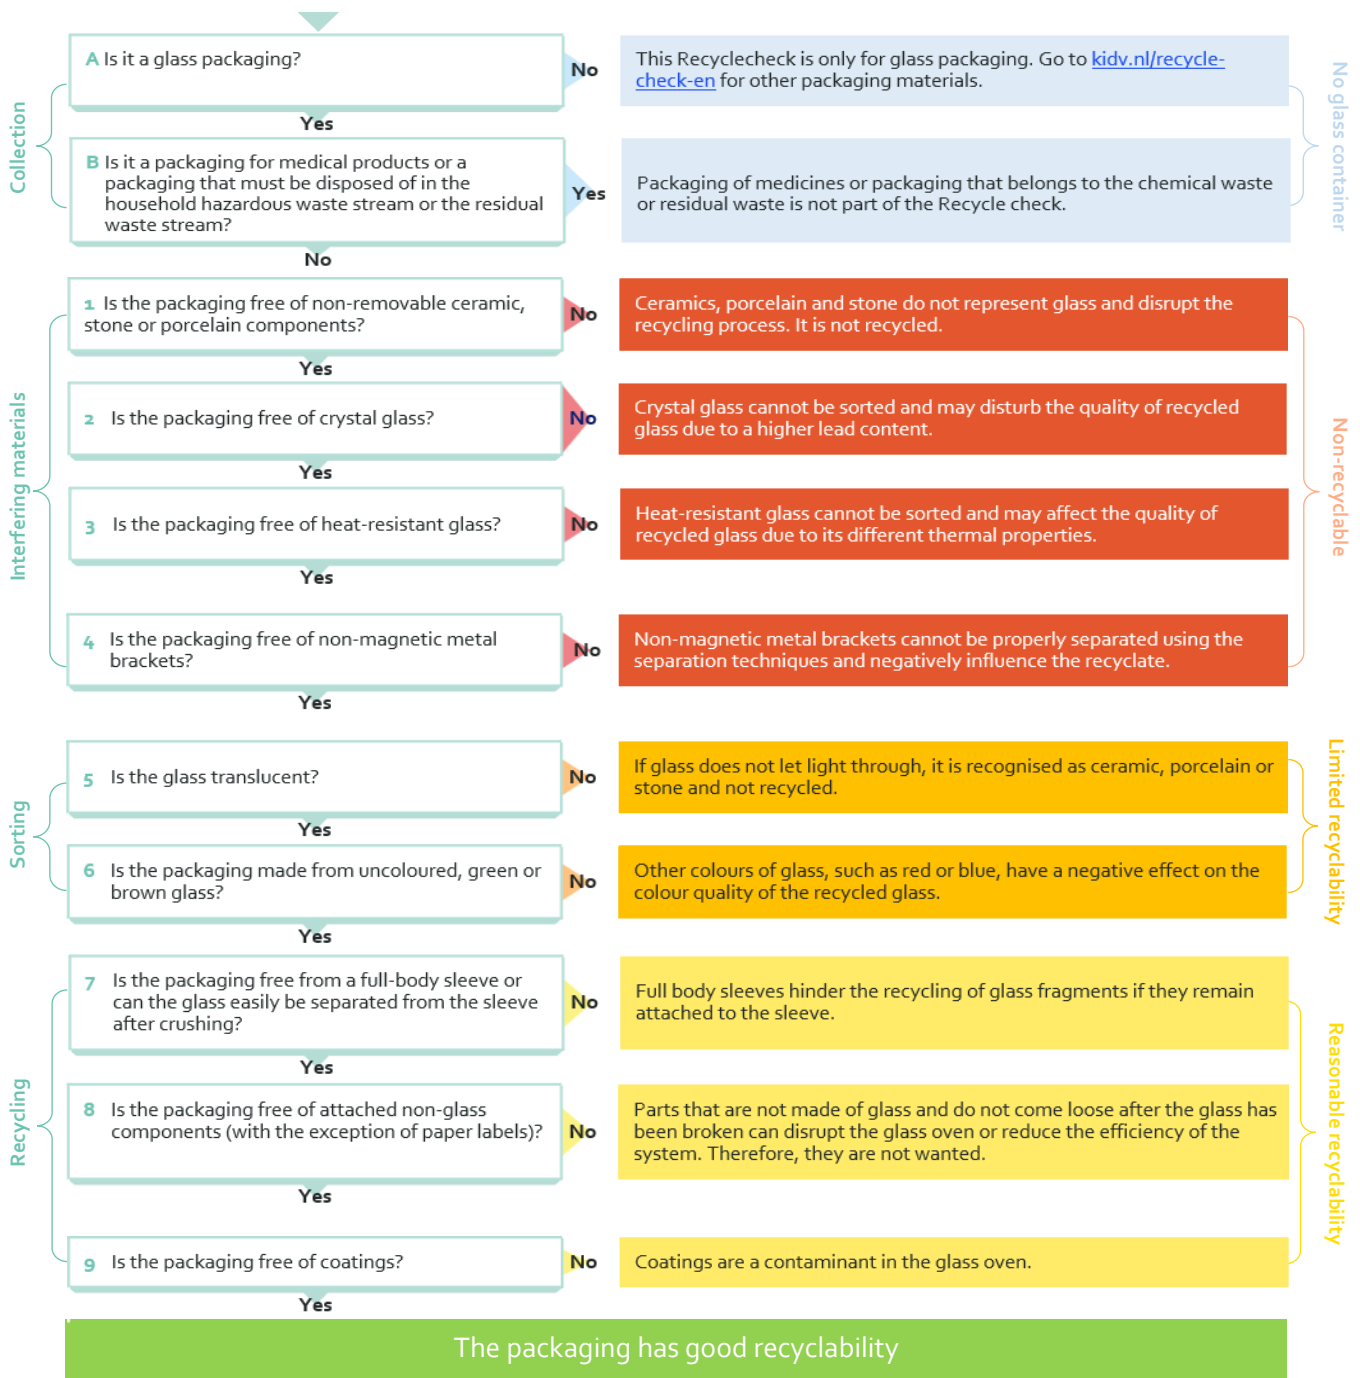 Collection
A Is it a glass packaging?
No
This Recyclecheck is only for glass packaging. Go to kidv.nl/recycle-
check-en for other packaging materials.
No glass container
Yes
B Is it a packaging for medical products or a
packaging that must be disposed of in the
household hazardous waste stream or the residual
waste stream?
Yes
Packaging of medicines or packaging that belongs to the chemical waste
or residual waste is not part of the Recycle check.
No
Interfering materials
1 Is the packaging free of non-removable ceramic,
stone or porcelain components?
No
Ceramics, porcelain and stone do not represent glass and disrupt the
recycling process. It is not recycled.
Non-recyclable
Yes
2 Is the packaging free of crystal glass?
No
Crystal glass cannot be sorted and may disturb the quality of recycled
glass due to a higher lead content.
Yes
3 Is the packaging free of heat-resistant glass?
No
Heat-resistant glass cannot be sorted and may affect the quality of
recycled glass due to its different thermal properties.
Yes
4 Is the packaging free of non-magnetic metal
brackets?
No
Non-magnetic metal brackets cannot be properly separated using the
separation techniques and negatively influence the recyclate.
Yes
Sorting
5 Is the glass translucent?
No
If glass does not let light through, it is recognised as ceramic, porcelain or
stone and not recycled.
Limited recyclability
Yes
6 Is the packaging made from uncoloured, green or
brown glass?
No
Other colours of glass, such as red or blue, have a negative effect on the
colour quality of the recycled glass.
Yes
Recycling
7 Is the packaging free from a full-body sleeve or
can the glass easily be separated from the sleeve
after crushing?
No
Full body sleeves hinder the recycling of glass fragments if they remain
attached to the sleeve.
Reasonable recyclability
Yes
8 Is the packaging free of attached non-glass
components (with the exception of paper labels)?
No
Parts that are not made of glass and do not come loose after the glass has
been broken can disrupt the glass oven or reduce the efficiency of the
system. Therefore, they are not wanted.
Yes
9 Is the packaging free of coatings?
No
Coatings are a contaminant in the glass oven.
Yes
The packaging has good recyclability